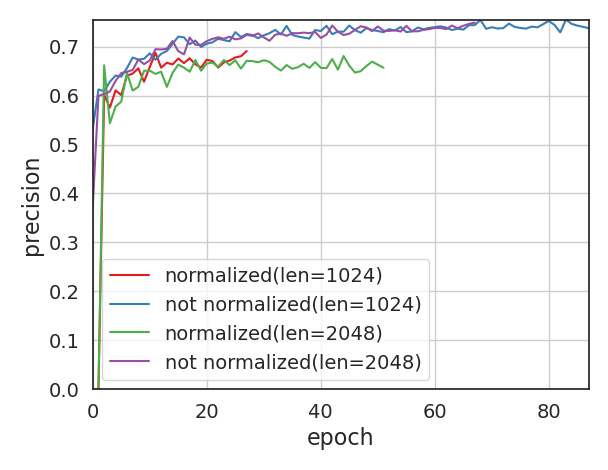 0.7
0.6
0.5
0.4
0.3
0.2
0.1
0.0
precision
normalized(len=1024)
not normalized(len=1024)
normalized(len=2048)
not normalized(len=2048)
0 20 40 60 80
epoch